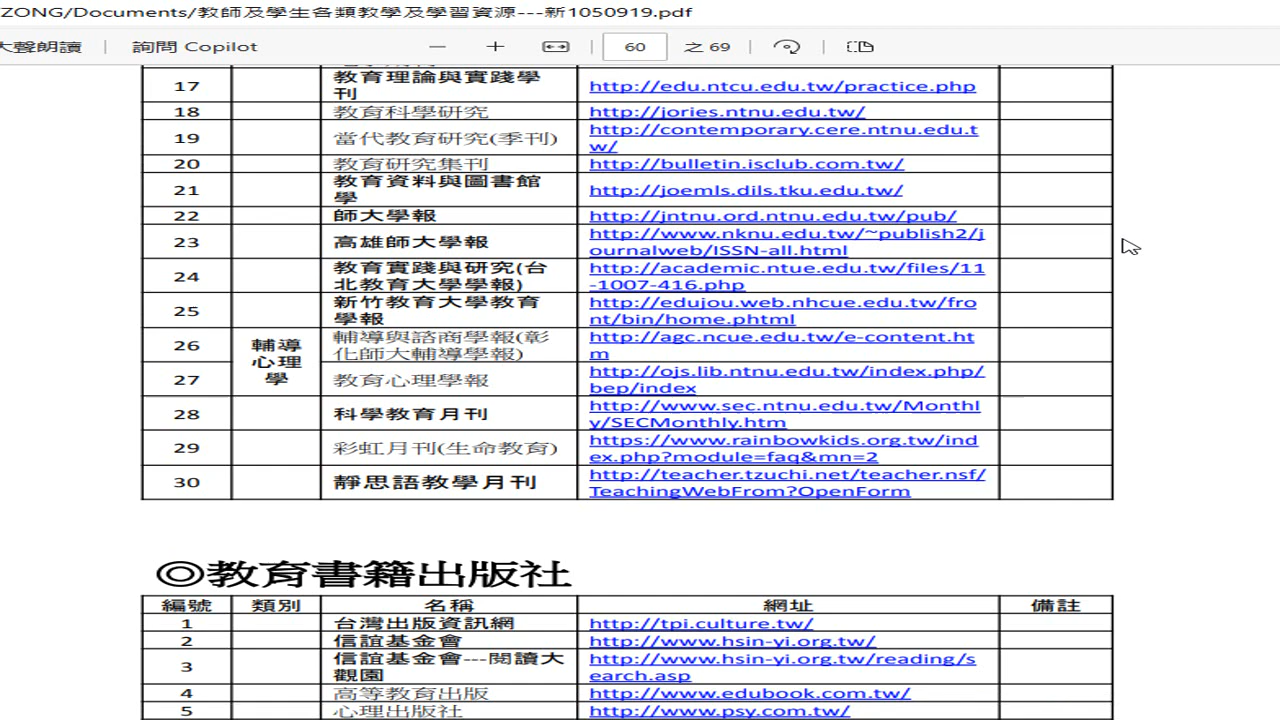 ZONG/Documents/教師及學生各類教學及學習資源---新1050919.pdf
大聲朗讀 詢問 Copilot 60 之 69
17 教育理論與實踐學 http://edu.ntcu.edu.tw/practice.php
刊
18 教育科學研究 http://jories.ntnu.edu.tw/
19 當代教育研究(季刊) http://contemporary.cere.ntnu.edu.t
w/
20 教育研究集刊 http://bulletin.isclub.com.tw/
21 教育資料與圖書館 http://joemls.dils.tku.edu.tw/
學
22 師大學報 http://jntnu.ord.ntnu.edu.tw/pub/
23 高雄師大學報 http://www.nknu.edu.tw/~publish2/j
ournalweb/ISSN-all.html
24 教育實踐與研究(台 http://academic.ntue.edu.tw/files/11
北教育大學學報) -1007-416.php
25 新竹教育大學教育 http://edujou.web.nhcue.edu.tw/fro
學報 nt/bin/home.phtml
26 輔導 輔導與諮商學報(彰 http://agc.ncue.edu.tw/e-content.ht
心理 化師大輔導學報) m
27 學 教育心理學報 http://ojs.lib.ntnu.edu.tw/index.php/
bep/index
28 科學教育月刊 http://www.sec.ntnu.edu.tw/Monthl
y/SECMonthly.htm
29 彩虹月刊(生命教育) https://www.rainbowkids.org.tw/ind
ex.php?module=faq&mn=2
30 靜思語教學月刊 http://teacher.tzuchi.net/teacher.nsf/
TeachingWebFrom?OpenForm
◎教育書籍出版社
編號 類別 名稱 網址 備註
1 台灣出版資訊網 http://tpi.culture.tw/
2 信誼基金會 http://www.hsin-yi.org.tw/
3 信誼基金會---閱讀大 http://www.hsin-yi.org.tw/reading/s
觀園 earch.asp
4 高等教育出版 http://www.edubook.com.tw/
5 心理出版社 http://www.psy.com.tw/